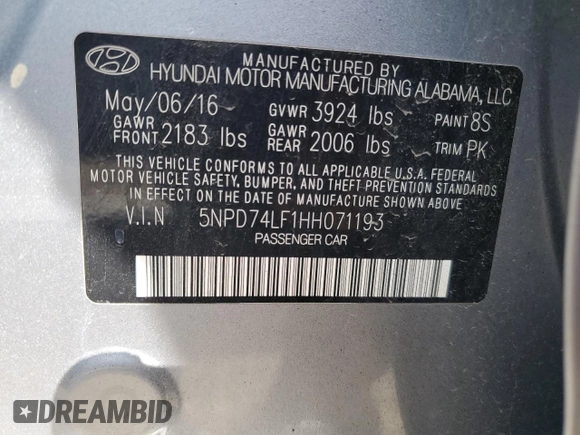 MANUFACTURED BY
HYUNDAI MOTOR MANUFACTURING ALABAMA, LLC
May/06/16 GVWR 3924 lbs PAINT 8S
GAWR FRONT 2183 lbs GAWR REAR 2006 lbs TRIM PK
THIS VEHICLE CONFORMS TO ALL APPLICABLE U.S.A. FEDERAL
MOTOR VEHICLE SAFETY, BUMPER, AND THEFT PREVENTION STANDARDS
IN EFFECT ON THE DATE OF MANUFACTURE SHOWN ABOVE
V.I.N 5NPD74LF1HH071193
PASSENGER CAR
DREAMBID